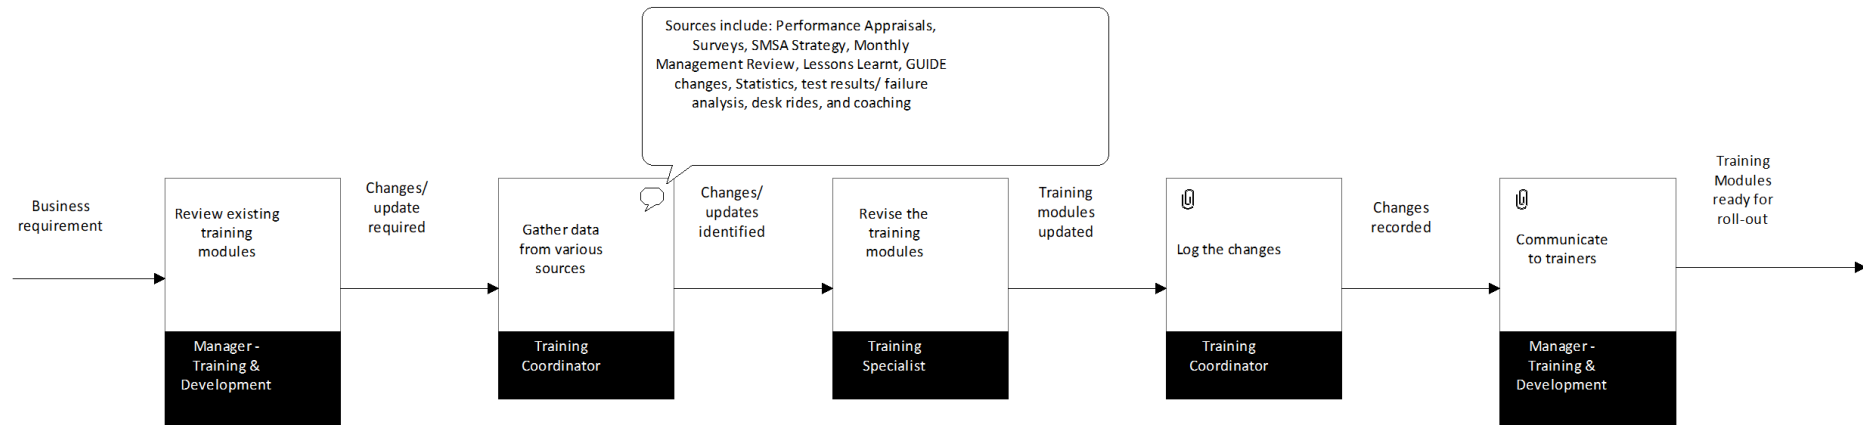 Sources include: Performance Appraisals,
Surveys, SMSA Strategy, Monthly
Management Review, Lessons Learnt, GUIDE
changes, Statistics, test results/ failure
analysis, desk rides, and coaching
Business
requirement
Review existing
training
modules
Manager -
Training &
Development
Changes/
update
required
Gather data
from various
sources
Training
Coordinator
Changes/
updates
identified
Revise the
training
modules
Training
Specialist
Training
modules
updated
Log the changes
Training
Coordinator
Changes
recorded
Communicate
to trainers
Manager -
Training &
Development
Training
Modules
ready for
roll-out